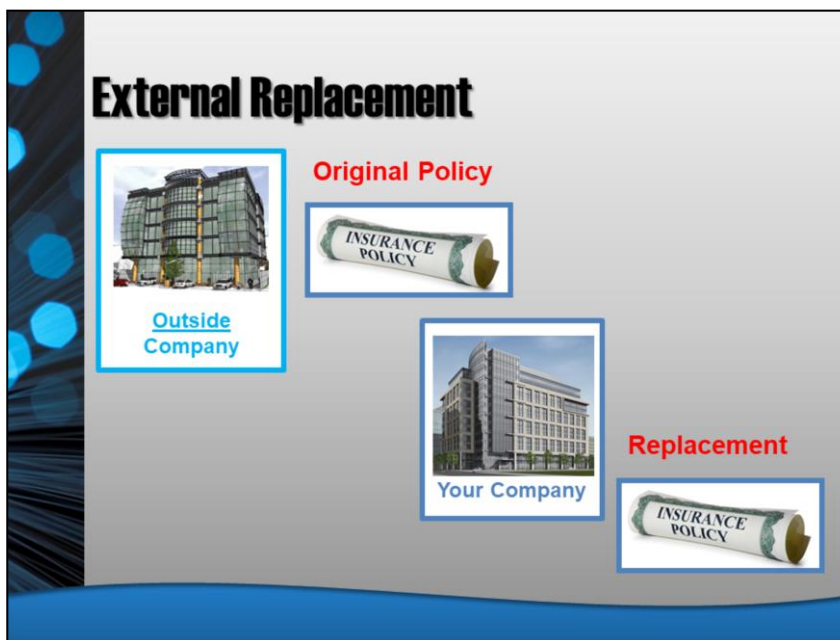 External Replacement
Original Policy
INSURANCE
POLICY
Outside
Company
Your Company
Replacement
INSURANCE
POLICY